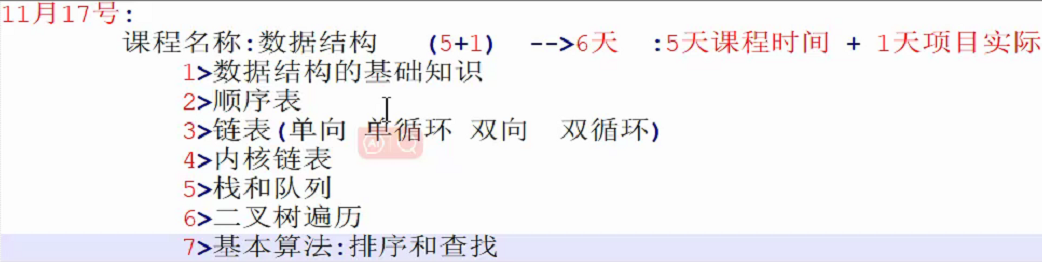 11月17号:
课程名称:数据结构 (5+1) -->6天 :5天课程时间 + 1天项目实际
1>数据结构的基础知识
2>顺序表
3>链表(单向 单循环 双向 双循环)
4>内核链表
5>栈和队列
6>二叉树遍历
7>基本算法:排序和查找